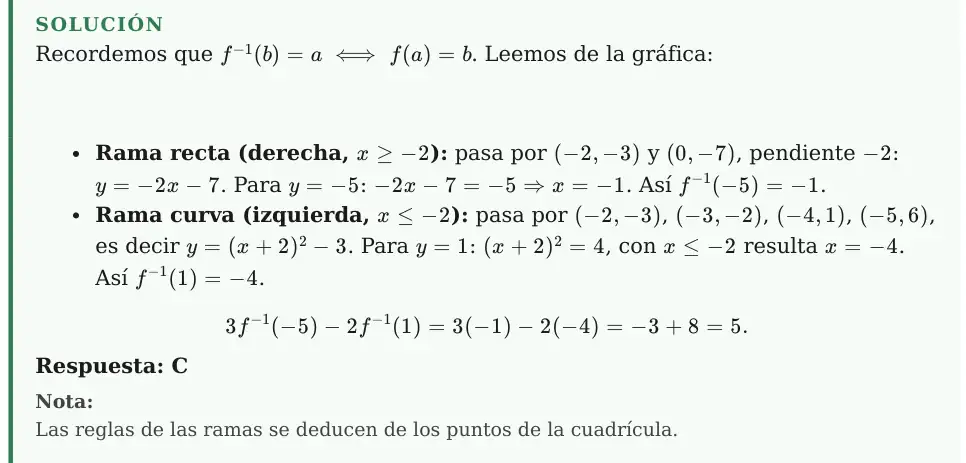 SOLUCIÓN
Recordemos que f⁻¹(b) = a ⟺ f(a) = b. Leemos de la gráfica:
• Rama recta (derecha, x ≥ −2): pasa por (−2, −3) y (0, −7), pendiente −2:
y = −2x − 7. Para y = −5: −2x − 7 = −5 ⇒ x = −1. Así f⁻¹(−5) = −1.
• Rama curva (izquierda, x ≤ −2): pasa por (−2, −3), (−3, −2), (−4, 1), (−5, 6),
es decir y = (x + 2)² − 3. Para y = 1: (x + 2)² = 4, con x ≤ −2 resulta x = −4.
Así f⁻¹(1) = −4.
3f⁻¹(−5) − 2f⁻¹(1) = 3(−1) − 2(−4) = −3 + 8 = 5.
Respuesta: C
Nota:
Las reglas de las ramas se deducen de los puntos de la cuadrícula.